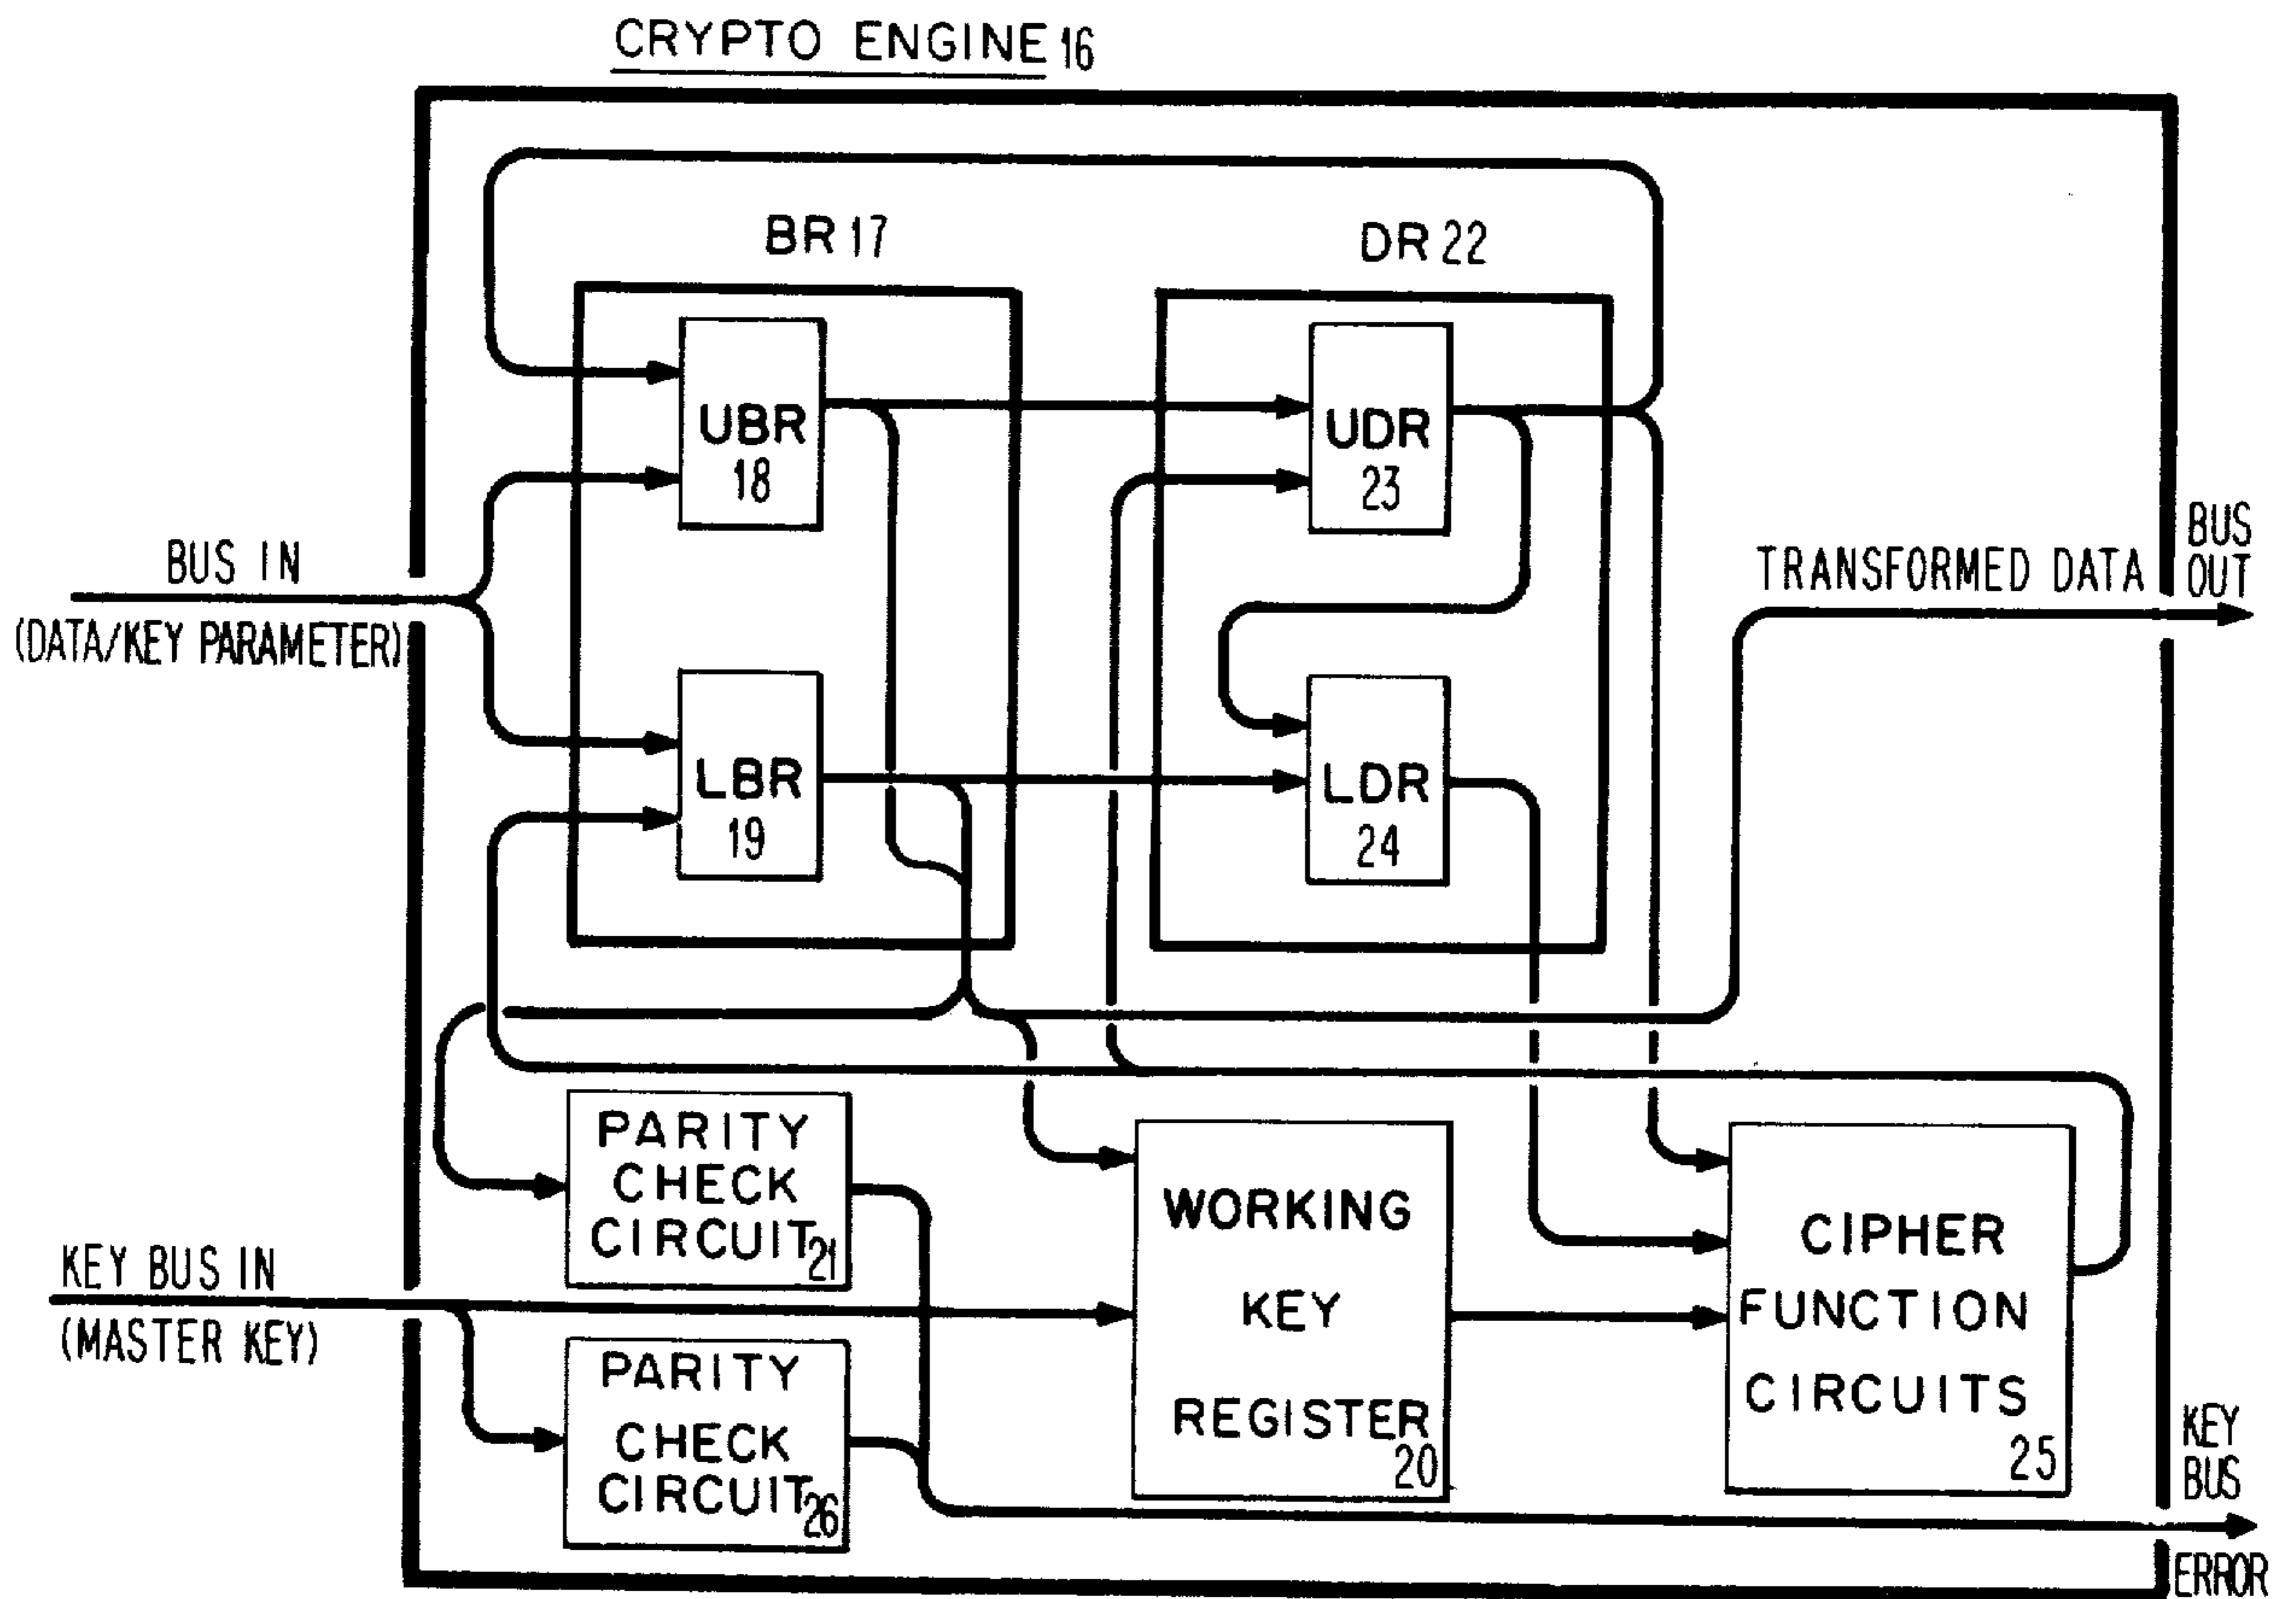 CRYPTO ENGINE 16
BR 17
DR 22
UBR
18
UDR
23
BUS IN
(DATA/KEY PARAMETER)
TRANSFORMED DATA
BUS
OUT
LBR
19
LDR
24
PARITY
CHECK
CIRCUIT
21
KEY BUS IN
(MASTER KEY)
PARITY
CHECK
CIRCUIT
26
WORKING
KEY
REGISTER
20
CIPHER
FUNCTION
CIRCUITS
25
KEY
BUS
ERROR